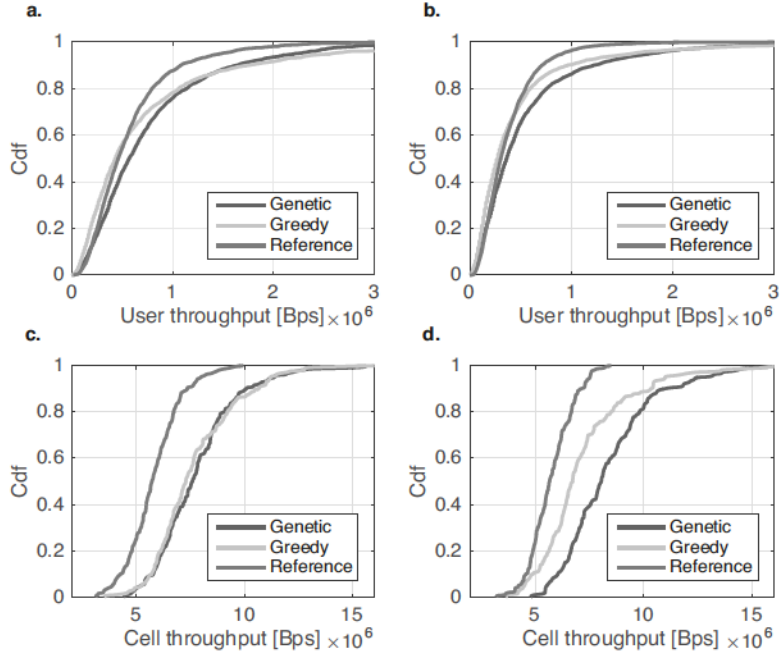 a.
1
0.8
0.6
0.4
0.2
0
Cdf
Genetic
Greedy
Reference
0 1 2 3
User throughput [Bps] ×10^6
b.
1
0.8
0.6
0.4
0.2
0
Cdf
Genetic
Greedy
Reference
0 1 2 3
User throughput [Bps] ×10^6
c.
1
0.8
0.6
0.4
0.2
0
Cdf
Genetic
Greedy
Reference
5 10 15
Cell throughput [Bps] ×10^6
d.
1
0.8
0.6
0.4
0.2
0
Cdf
Genetic
Greedy
Reference
5 10 15
Cell throughput [Bps] ×10^6